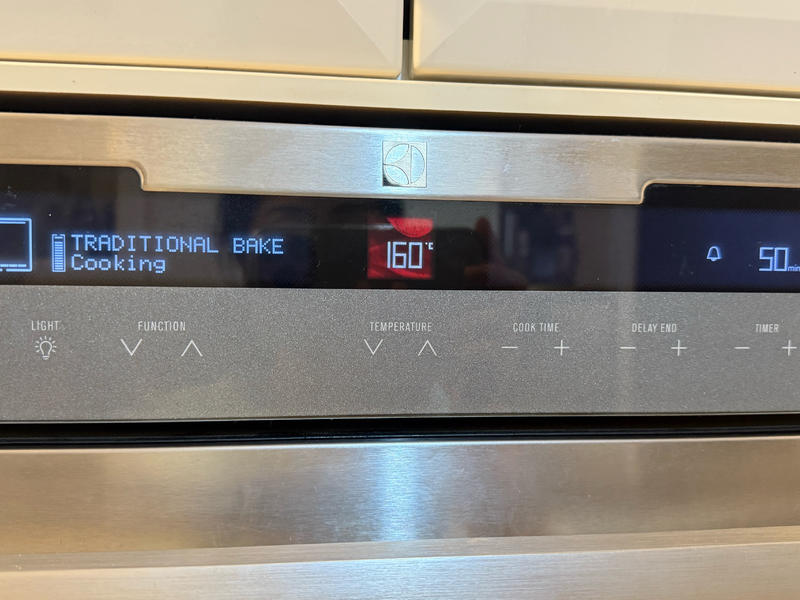 TRADITIONAL BAKE
Cooking
160°C
50min
LIGHT
FUNCTION
TEMPERATURE
COOK TIME
DELAY END
TIMER